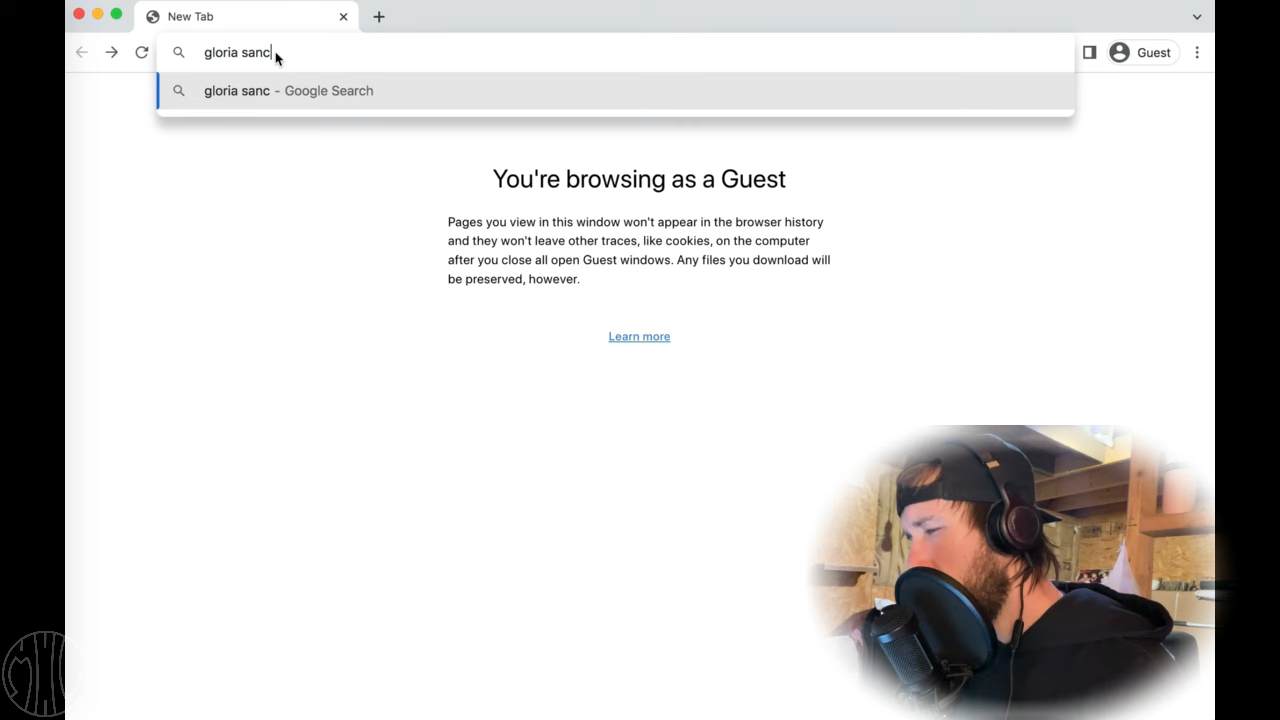 New Tab
gloria sanc
Guest
gloria sanc - Google Search
You're browsing as a Guest
Pages you view in this window won't appear in the browser history
and they won't leave other traces, like cookies, on the computer
after you close all open Guest windows. Any files you download will
be preserved, however.
Learn more